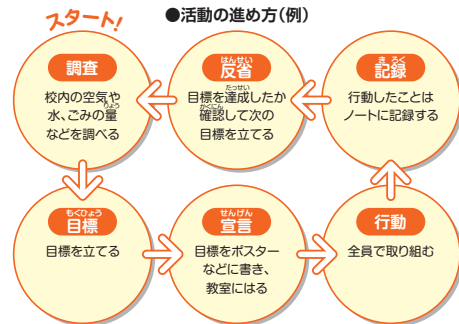 ●活動の進め方(例)
スタート!
調査
校内の空気や
水、ごみの量
などを調べる
目標
目標を立てる
宣言
目標をポスター
などに書き、
教室にはる
行動
全員で取り組む
記録
行動したことは
ノートに記録する
反省
目標を達成したか
確認して次の
目標を立てる